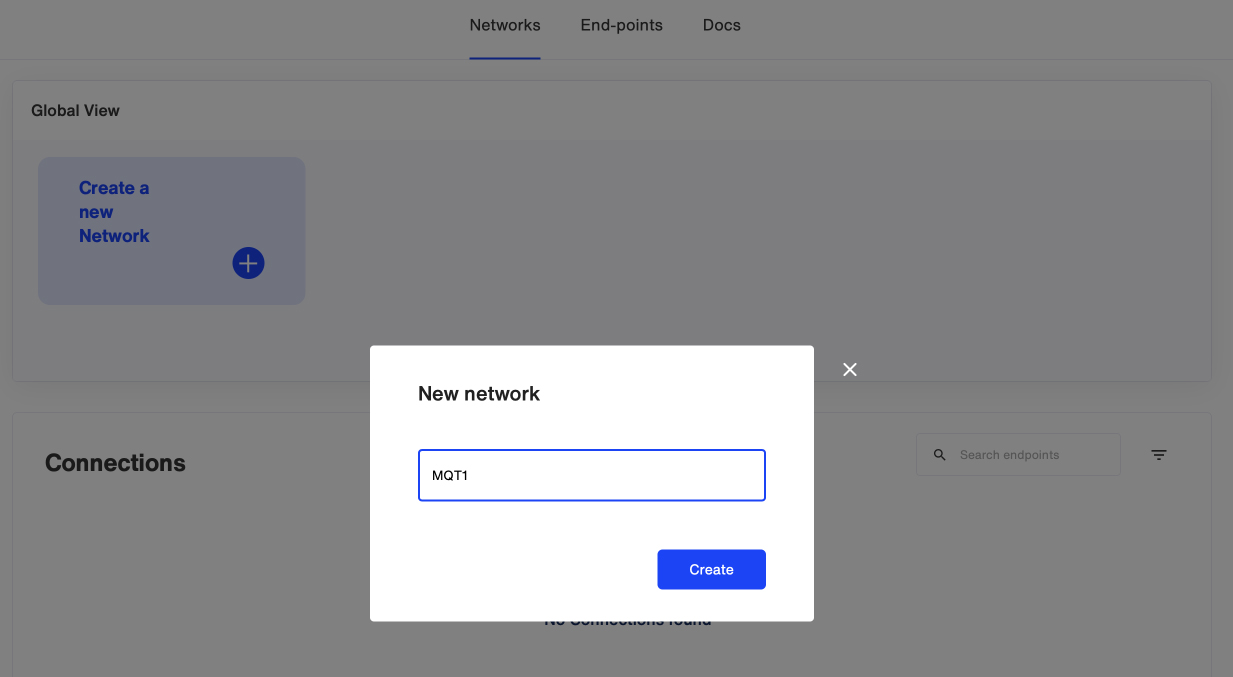 Networks End-points Docs
Global View
Create a
new
Network
New network
MQT1
Create
Connections
Search endpoints
No Connections found